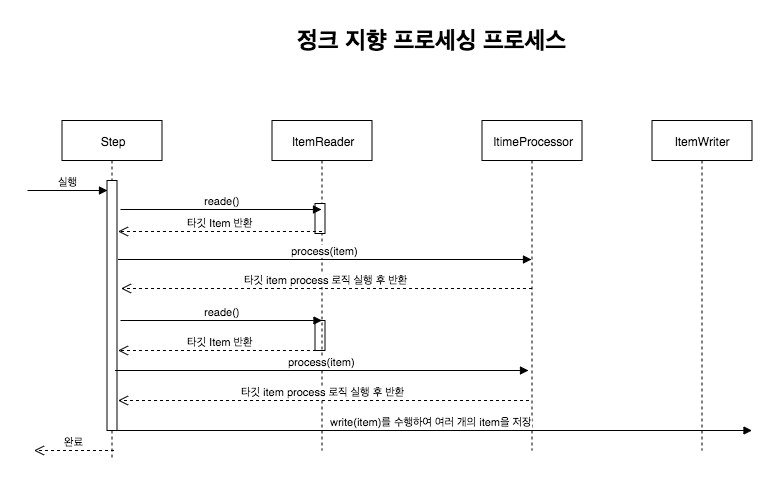 정크 지향 프로세싱 프로세스
Step
ItemReader
ItimeProcessor
ItemWriter
실행
reade()
타깃 Item 반환
process(item)
타깃 item process 로직 실행 후 반환
reade()
타깃 Item 반환
process(item)
타깃 item process 로직 실행 후 반환
write(item)를 수행하여 여러 개의 item을 저장
완료